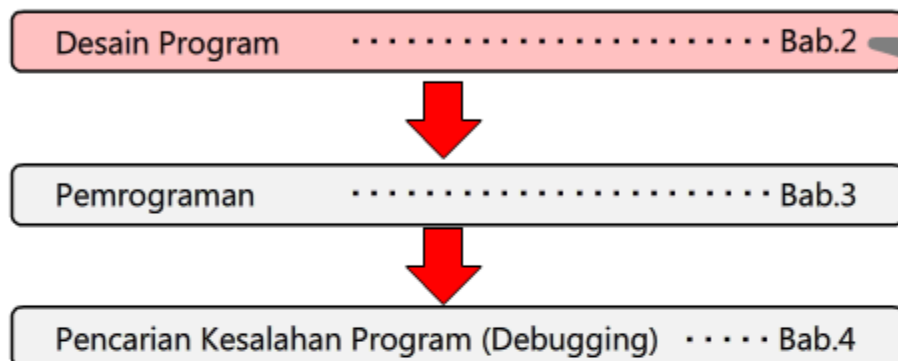 Desain Program ························ Bab.2
Pemrograman ························ Bab.3
Pencarian Kesalahan Program (Debugging) ····· Bab.4